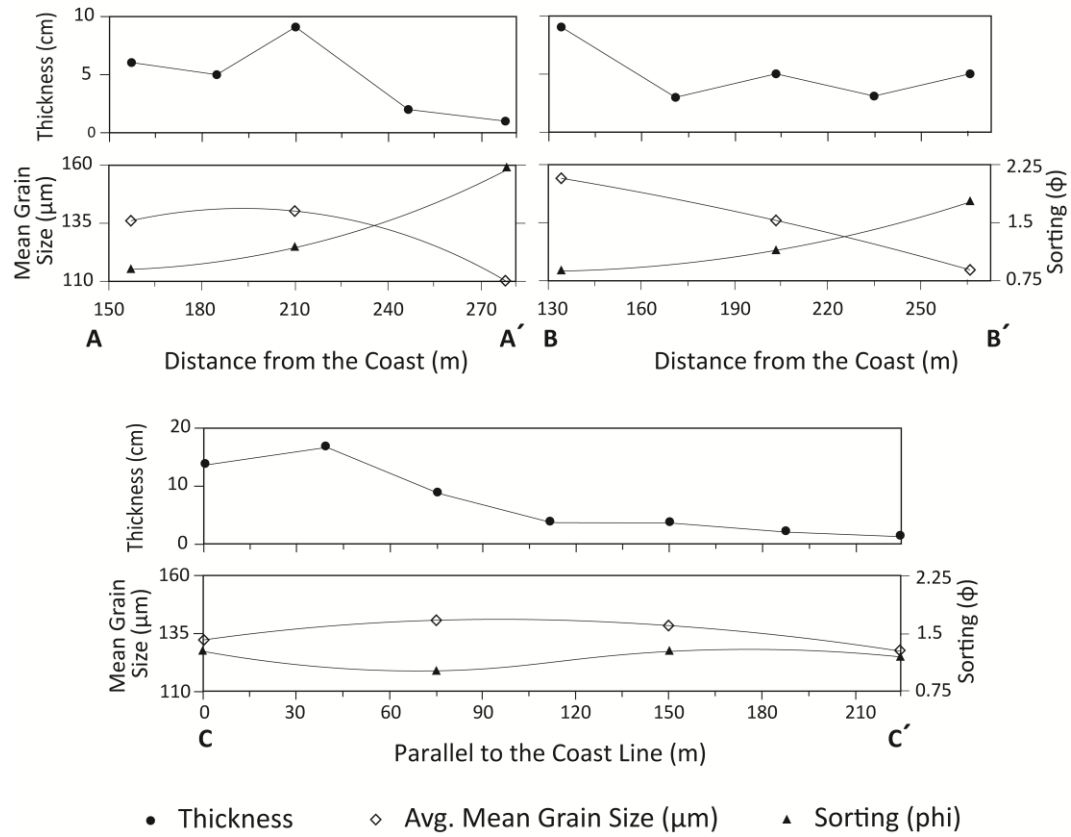 Thickness (cm)
10
5
0
Mean Grain
Size (µm)
160
135
110
150 180 210 240 270
A A´
Distance from the Coast (m)
2.25
1.5
0.75
Sorting (ф)
130 160 190 220 250
B B´
Distance from the Coast (m)
Thickness (cm)
20
10
0
Mean Grain
Size (µm)
160
135
110
2.25
1.5
0.75
Sorting (ф)
0 30 60 90 120 150 180 210
C C´
Parallel to the Coast Line (m)
Thickness Avg. Mean Grain Size (µm) Sorting (phi)